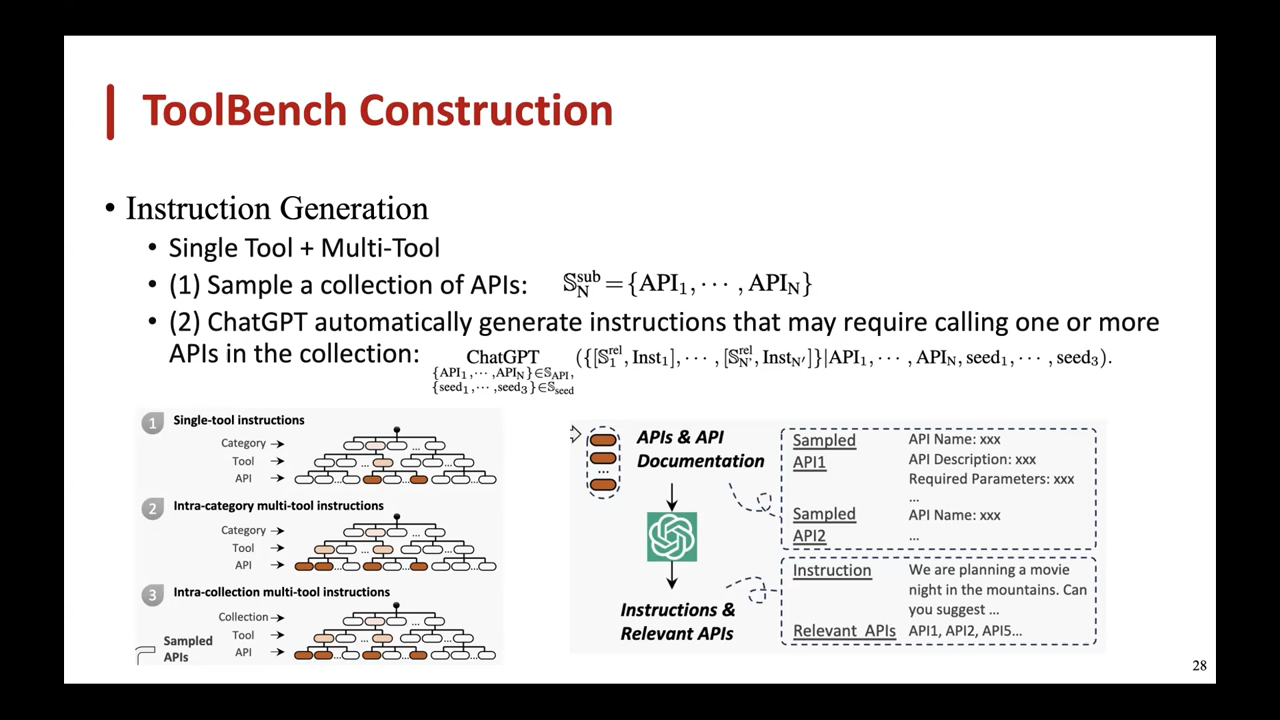 ToolBench Construction
• Instruction Generation
• Single Tool + Multi-Tool
• (1) Sample a collection of APIs: 𝕊_N^sub = {API₁, ⋯ , API_N}
• (2) ChatGPT automatically generate instructions that may require calling one or more
APIs in the collection: ChatGPT ({[𝕊₁^rel, Inst₁], ⋯ , [𝕊_N'^rel, Inst_N']}|API₁, ⋯ , API_N, seed₁, ⋯ , seed₃).
{API₁, ⋯ , API_N}∈𝕊_API,
{seed₁, ⋯ , seed₃}∈𝕊_seed
1 Single-tool instructions
Category
Tool
...
API
... ...
2 Intra-category multi-tool instructions
Category
Tool
API
3 Intra-collection multi-tool instructions
Collection
Tool
API
Sampled
APIs
APIs & API
Documentation
...
Instructions &
Relevant APIs
Sampled
API1
API Name: xxx
API Description: xxx
Required Parameters: xxx
...
Sampled
API2
API Name: xxx
...
Instruction
We are planning a movie
night in the mountains. Can
you suggest ...
Relevant APIs API1, API2, API5...
28